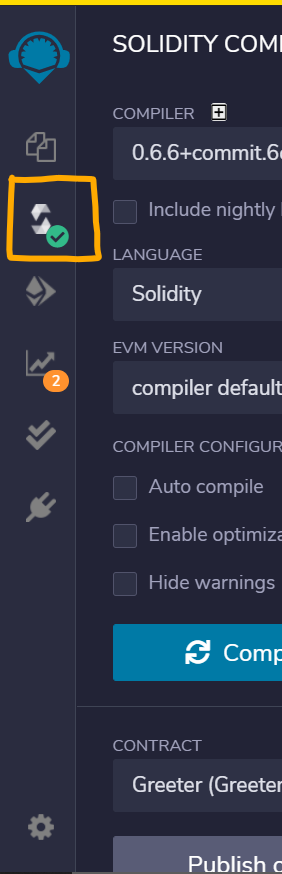 SOLIDITY COMP
COMPILER
0.6.6+commit.6c
Include nightly
LANGUAGE
Solidity
EVM VERSION
compiler default
2
COMPILER CONFIGUR
Auto compile
Enable optimiza
Hide warnings
Comp
CONTRACT
Greeter (Greeter
Publish o